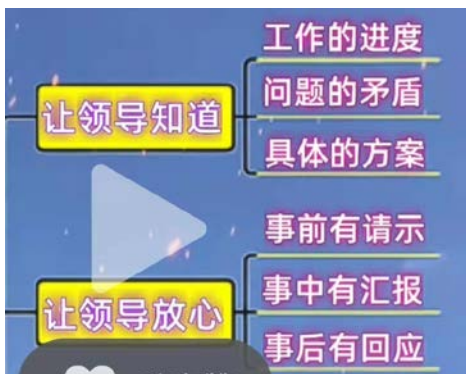 工作的进度
问题的矛盾
让领导知道
具体的方案
事前有请示
事中有汇报
让领导放心
事后有回应